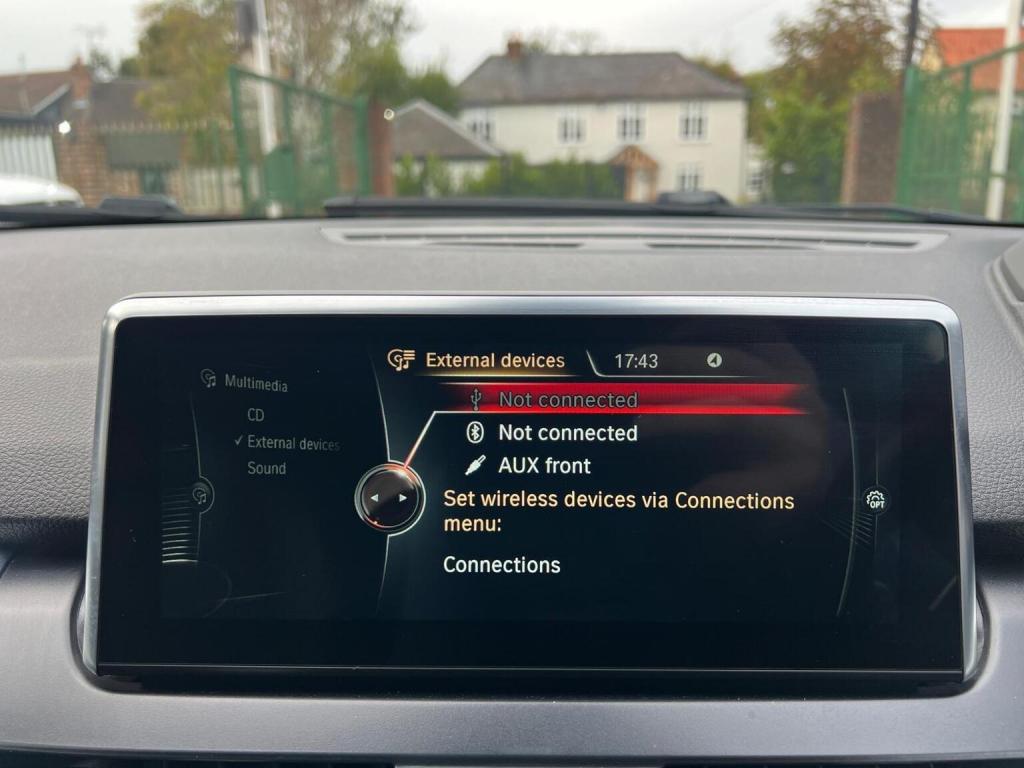 Multimedia
CD
✓ External devices
Sound
External devices
17:43
Not connected
Not connected
AUX front
Set wireless devices via Connections
menu:
Connections
OPT